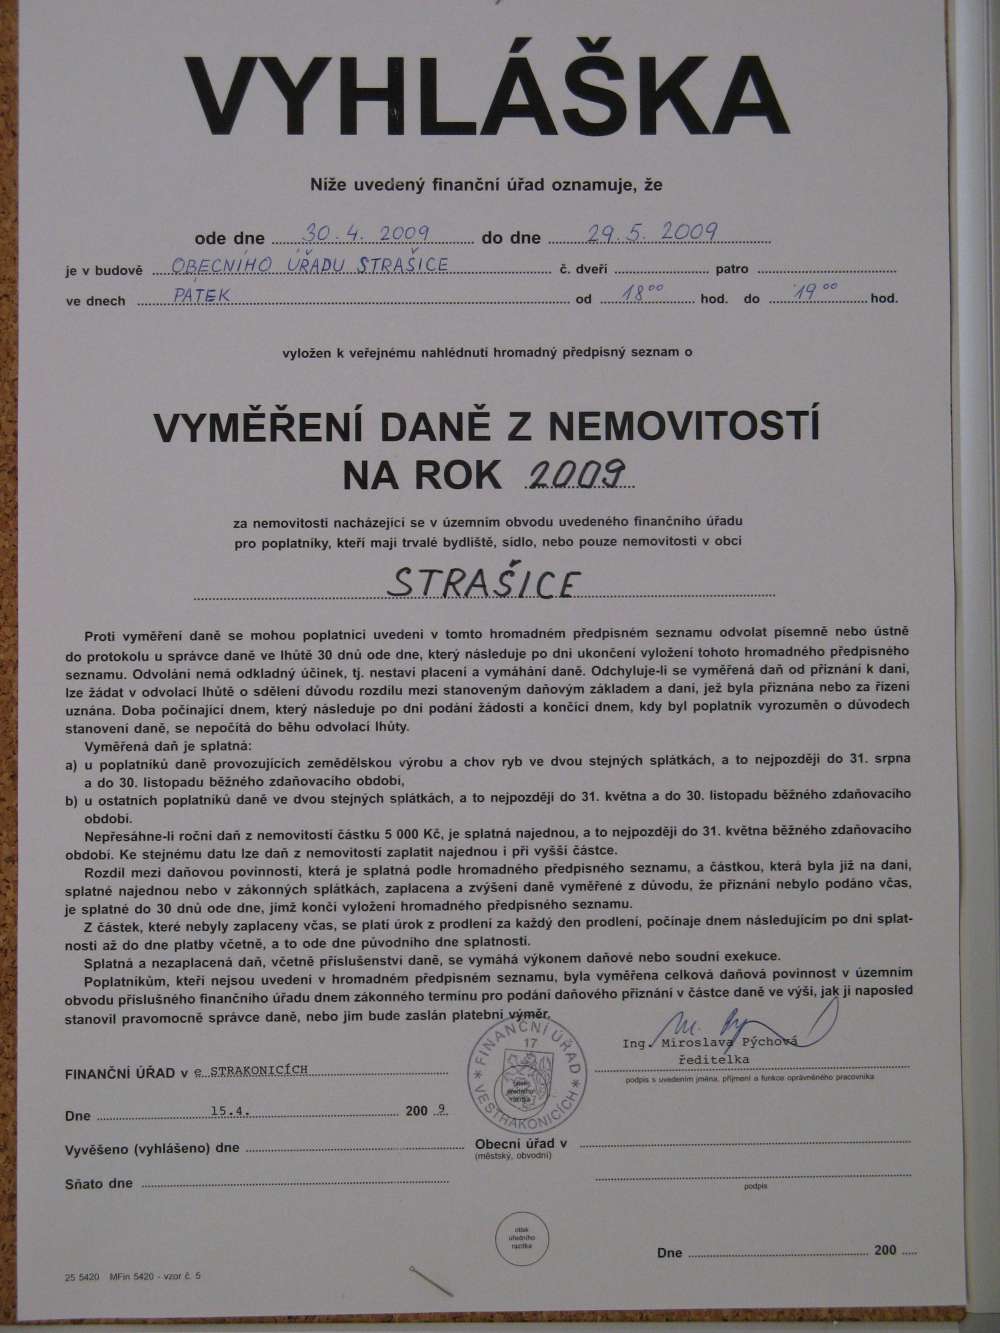 VYHLÁŠKA
Níže uvedený finanční úřad oznamuje, že
ode dne 30.4. 2009 do dne 29.5. 2009
je v budově OBECNÍHO ÚŘADU STRAŠICE č. dveří patro
ve dnech PÁTEK od 18⁰⁰ hod. do 19⁰⁰ hod.
vyložen k veřejnému nahlédnutí hromadný předpisný seznam o
VYMĚŘENÍ DANĚ Z NEMOVITOSTÍ
NA ROK 2009
za nemovitosti nacházející se v územním obvodu uvedeného finančního úřadu
pro poplatníky, kteří mají trvalé bydliště, sídlo, nebo pouze nemovitosti v obci
STRAŠICE
Proti vyměření daně se mohou poplatníci uvedení v tomto hromadném předpisném seznamu odvolat písemně nebo ústně
do protokolu u správce daně ve lhůtě 30 dnů ode dne, který následuje po dni ukončení vyložení tohoto hromadného předpisného
seznamu. Odvolání nemá odkladný účinek, tj. nestaví placení a vymáhání daně. Odchyluje-li se vyměřená daň od přiznání k dani,
lze žádat v odvolací lhůtě o sdělení důvodu rozdílu mezi stanoveným daňovým základem a daní, jež byla přiznána nebo za řízení
uznána. Doba počínající dnem, který následuje po dni podání žádosti a končící dnem, kdy byl poplatník vyrozuměn o důvodech
stanovení daně, se nepočítá do běhu odvolací lhůty.
Vyměřená daň je splatná:
a) u poplatníků daně provozujících zemědělskou výrobu a chov ryb ve dvou stejných splátkách, a to nejpozději do 31. srpna
a do 30. listopadu běžného zdaňovacího období,
b) u ostatních poplatníků daně ve dvou stejných splátkách, a to nejpozději do 31. května a do 30. listopadu běžného zdaňovacího
období.
Nepřesáhne-li roční daň z nemovitostí částku 5 000 Kč, je splatná najednou, a to nejpozději do 31. května běžného zdaňovacího
období. Ke stejnému datu lze daň z nemovitostí zaplatit najednou i při vyšší částce.
Rozdíl mezi daňovou povinností, která je splatná podle hromadného předpisného seznamu, a částkou, která byla již na dani,
splatné najednou nebo v zákonných splátkách, zaplacena a zvýšení daně vyměřené z důvodu, že přiznání nebylo podáno včas,
je splatné do 30 dnů ode dne, jímž končí vyložení hromadného předpisného seznamu.
Z částek, které nebyly zaplaceny včas, se platí úrok z prodlení za každý den prodlení, počínaje dnem následujícím po dni splat-
nosti až do dne platby včetně, a to ode dne původního dne splatnosti.
Splatná a nezaplacená daň, včetně příslušenství daně, se vymáhá výkonem daňové nebo soudní exekuce.
Poplatníkům, kteří nejsou uvedeni v hromadném předpisném seznamu, byla vyměřena celková daňová povinnost v územním
obvodu příslušného finančního úřadu dnem zákonného termínu pro podání daňového přiznání v částce daně ve výši, jak ji naposled
stanovil pravomocně správce daně, nebo jim bude zaslán platební výměr.
* FINANČNÍ ÚŘAD * VE STRAKONICÍCH
17
otisk
úředního
razítka
Ing. Miroslava Pýchová
ředitelka
podpis s uvedením jména, příjmení a funkce oprávněného pracovníka
FINANČNÍ ÚŘAD v e STRAKONICÍCH
Dne 15.4. 200 9
Vyvěšeno (vyhlášeno) dne
Obecní úřad v
(městský, obvodní)
Sňato dne
podpis
otisk
úředního
razítka
Dne 200
25 5420 MFin 5420 - vzor č. 5